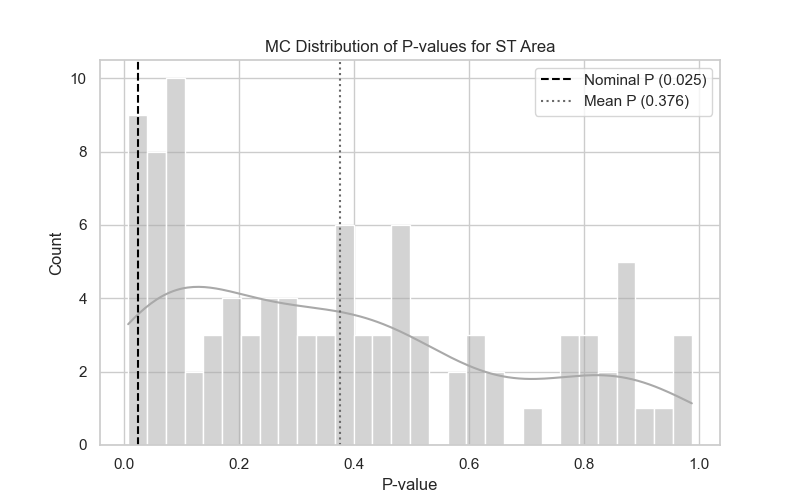 MC Distribution of P-values for ST Area
Nominal P (0.025)
Mean P (0.376)
Count
10
8
6
4
2
0
0.0 0.2 0.4 0.6 0.8 1.0
P-value